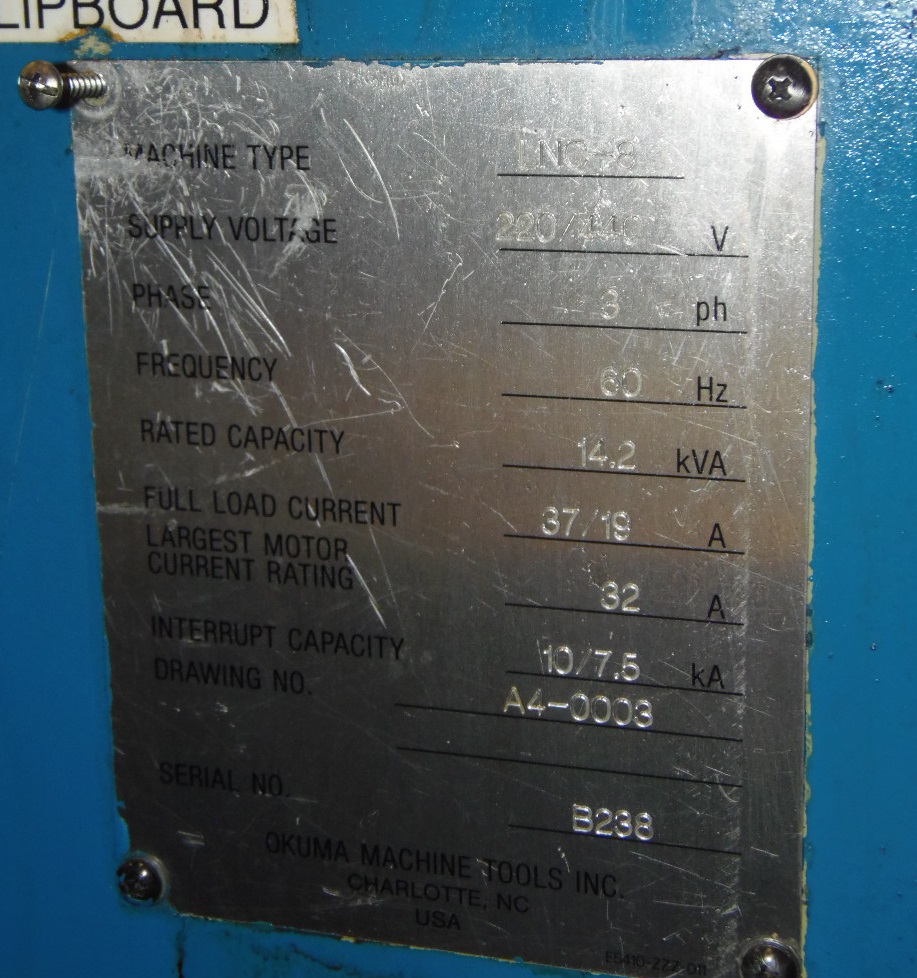 LIPBOARD
MACHINE TYPE LNC-8
SUPPLY VOLTAGE 220/440 V
PHASE 3 ph
FREQUENCY 60 Hz
RATED CAPACITY 14.2 kVA
FULL LOAD CURRENT 37/19 A
LARGEST MOTOR
CURRENT RATING 32 A
INTERRUPT CAPACITY 10/7.5 kA
DRAWING NO. A4-0003
SERIAL NO. B238
OKUMA MACHINE TOOLS INC.
CHARLOTTE, NC
USA